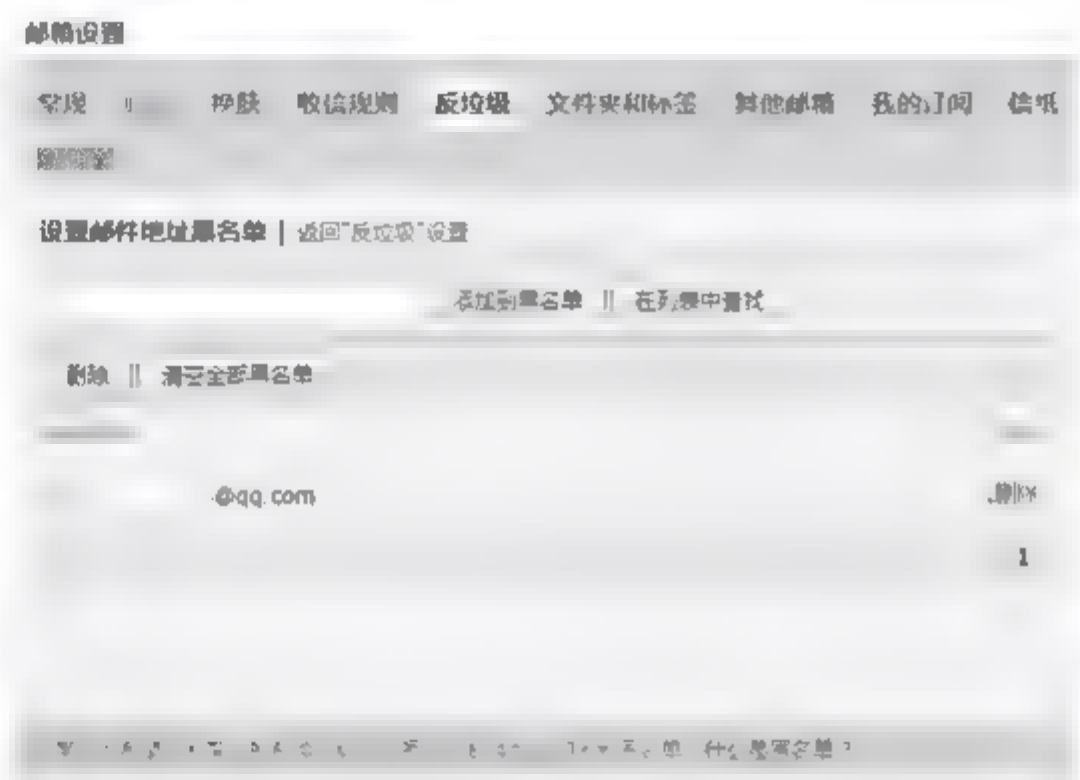 邮箱设置
常规 换肤 收信规则 反垃圾 文件夹和标签 其他邮箱 我的订阅 信纸
设置邮件地址黑名单 | 返回"反垃圾"设置
添加到黑名单 || 在列表中查找
删除 || 清空全部黑名单
@qq.com 删除
1
什么是黑名单?